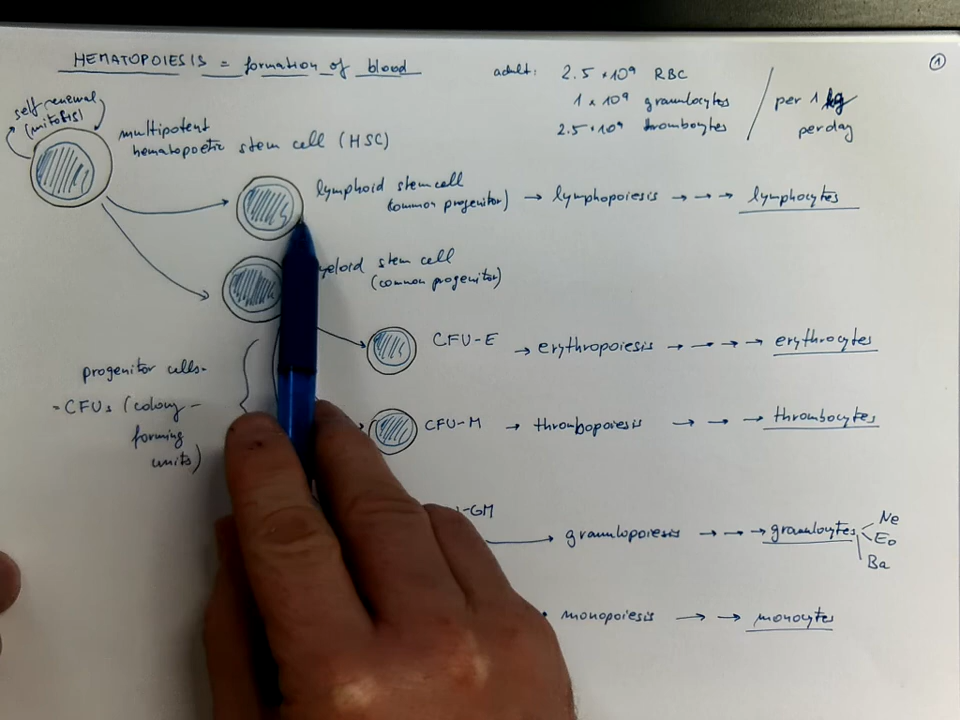 HEMATOPOIESIS = formation of blood
adult: 2.5 × 10⁹ RBC
1 × 10⁹ granulocytes
2.5 · 10⁹ thrombocytes
per 1 kg
per day
1
self renewal
(mitosis)
multipotent
hematopoetic stem cell (HSC)
lymphoid stem cell
(common progenitor) → lymphopoiesis → → → lymphocytes
yeloid stem cell
(common progenitor)
CFU-E → erythropoiesis → → → → erythrocytes
progenitor cells
= CFUs (colony-
forming
units)
CFU-M → thrombopoiesis → → → thrombocytes
-GM
→ granulopoiesis → → → granulocytes
Ne
Eo
Ba
monopoiesis → → monocytes